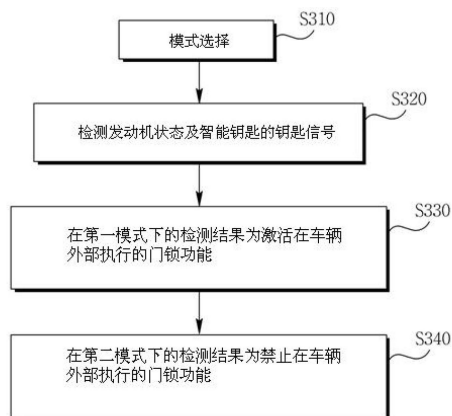 模式选择
S310
检测发动机状态及智能钥匙的钥匙信号
S320
在第一模式下的检测结果为激活在车辆
外部执行的门锁功能
S330
在第二模式下的检测结果为禁止在车辆
外部执行的门锁功能
S340